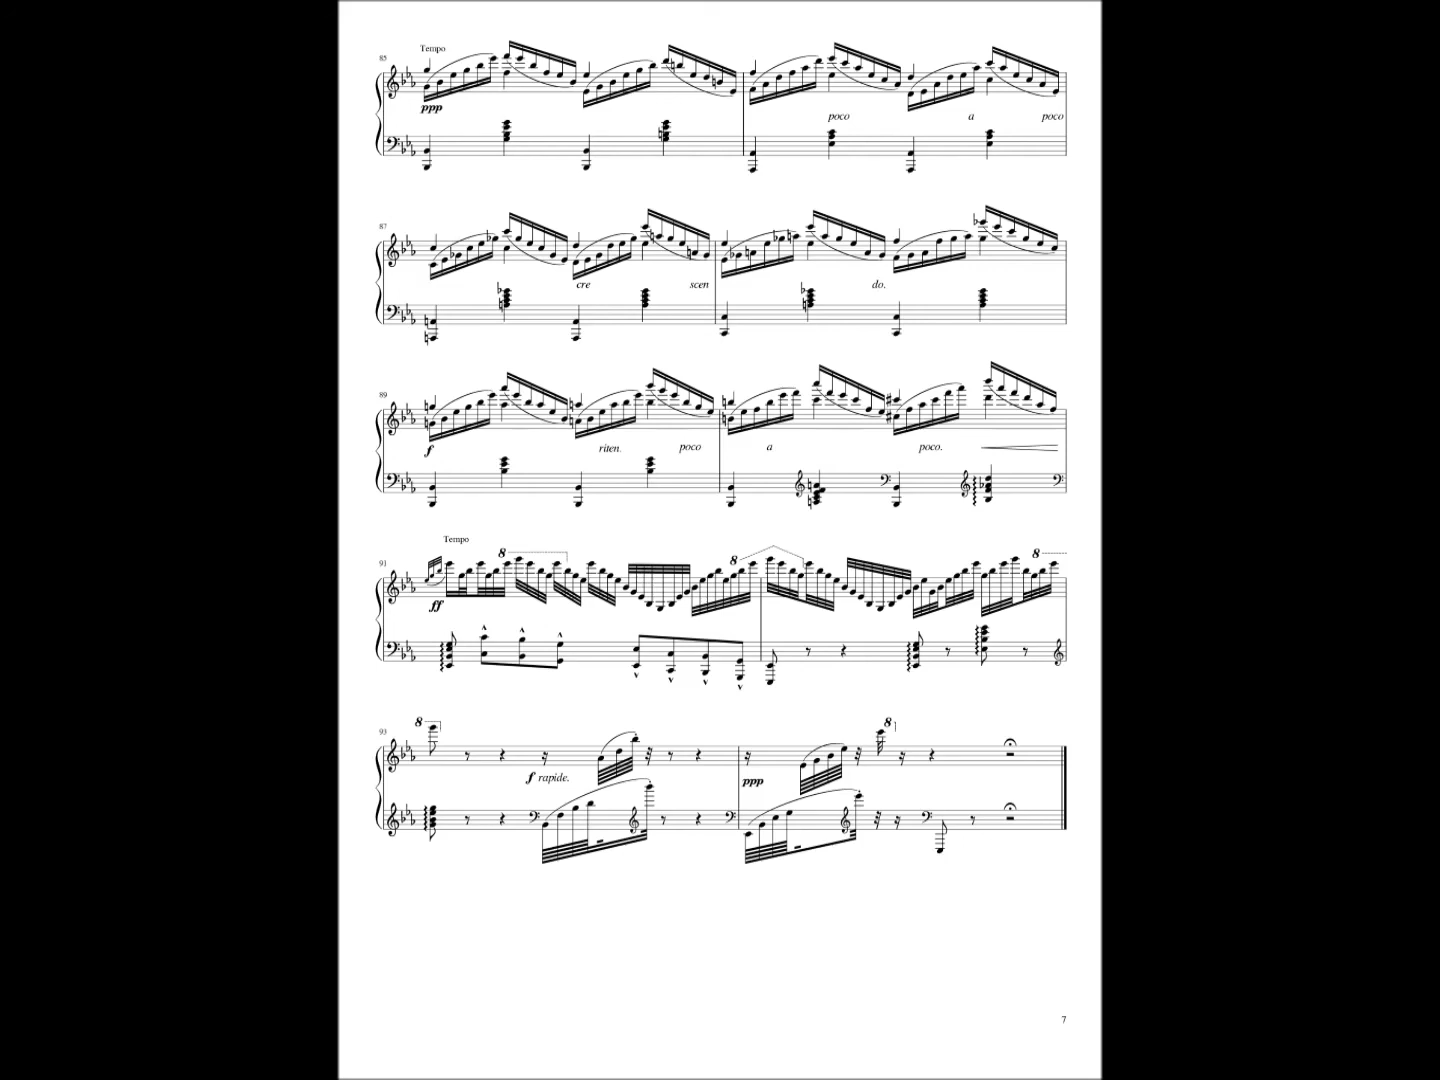 Tempo
85
ppp
poco a poco
87
cre scen do.
89
f riten. poco a poco.
Tempo
91
8 8 8
ff
8 8
93
f rapide. ppp
7